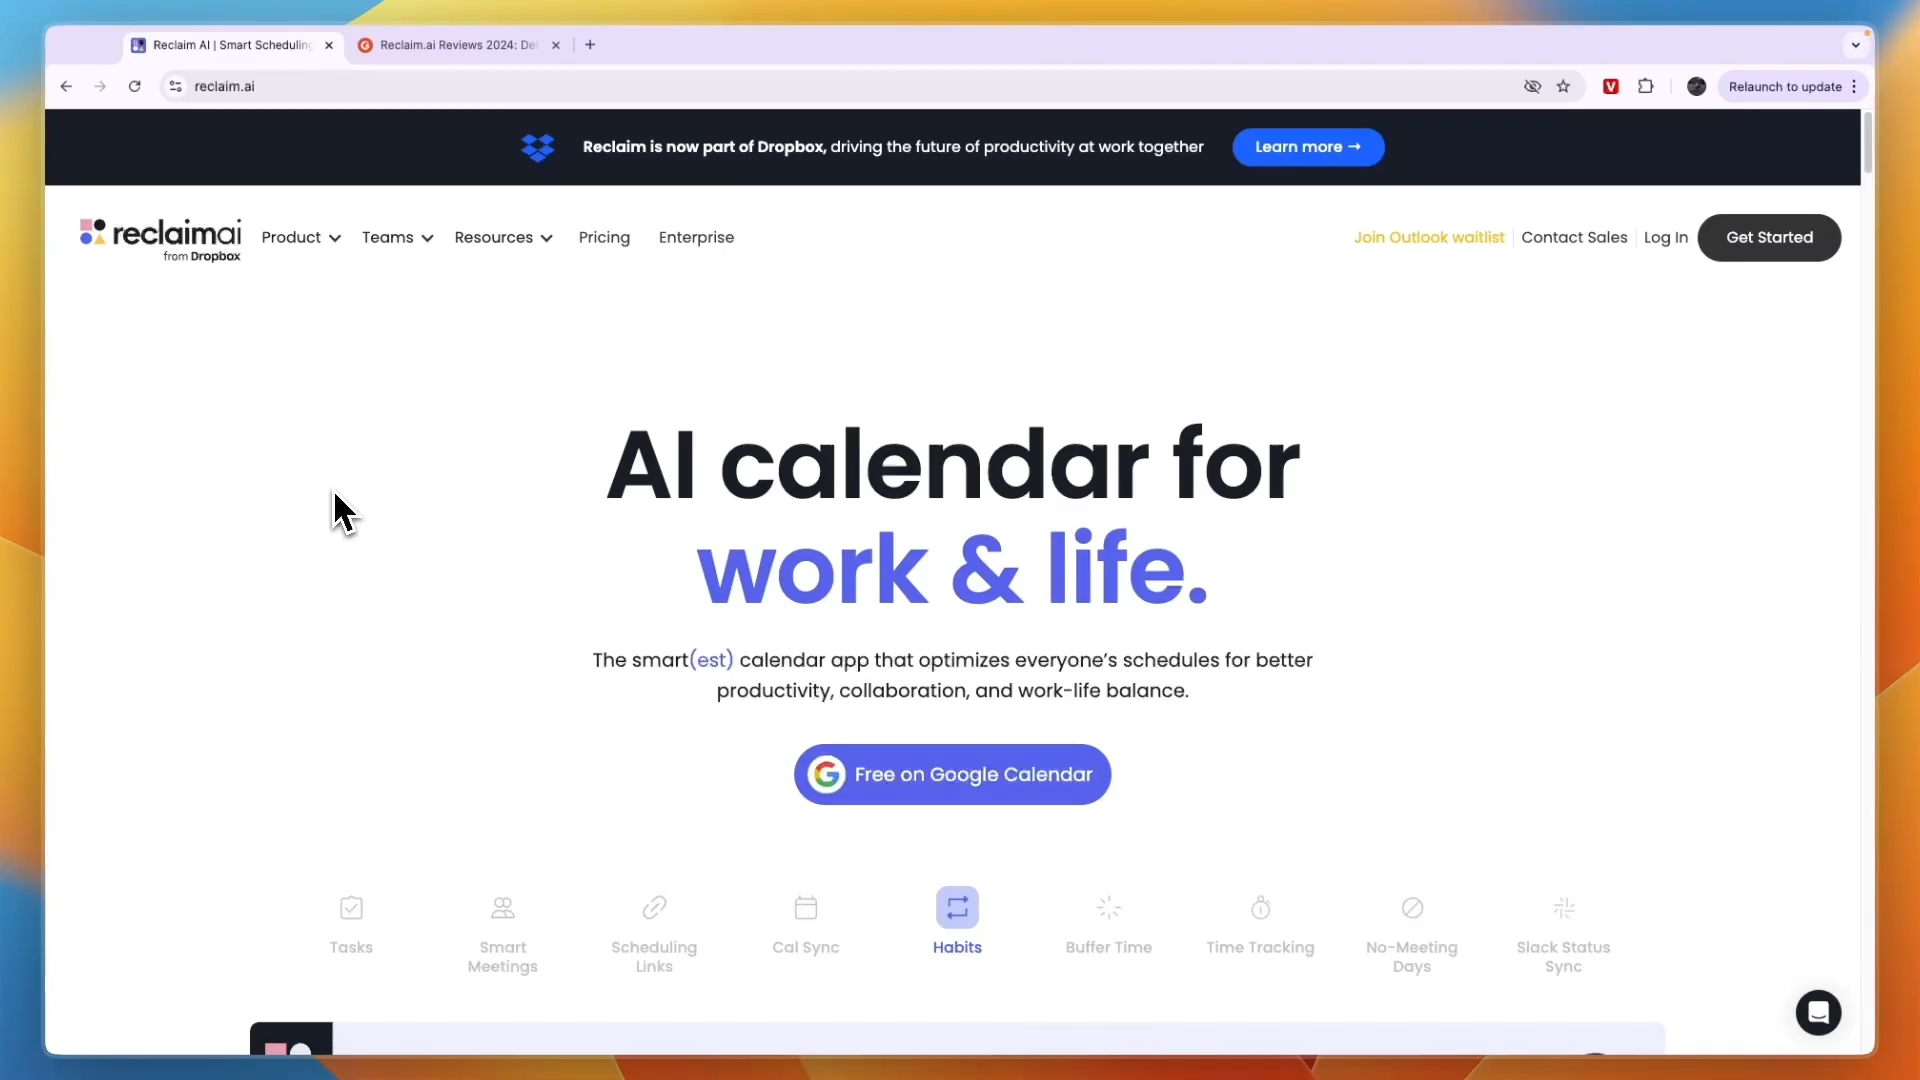 Reclaim AI | Smart Scheduling
Reclaim.ai Reviews 2024: De
reclaim.ai
Relaunch to update
Reclaim is now part of Dropbox, driving the future of productivity at work together
Learn more →
reclaimai
from Dropbox
Product
Teams
Resources
Pricing
Enterprise
Join Outlook waitlist
Contact Sales
Log In
Get Started
AI calendar for
work & life.
The smart(est) calendar app that optimizes everyone's schedules for better
productivity, collaboration, and work-life balance.
Free on Google Calendar
Tasks
Smart
Meetings
Scheduling
Links
Cal Sync
Habits
Buffer Time
Time Tracking
No-Meeting
Days
Slack Status
Sync